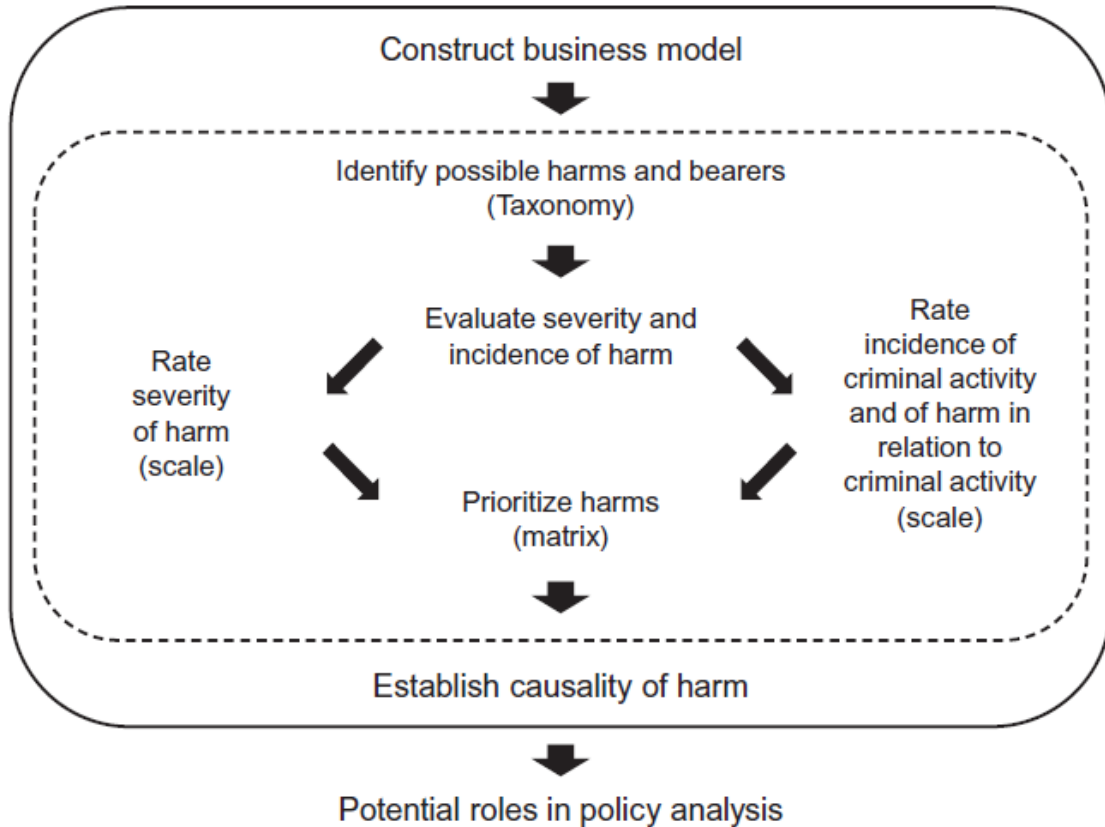 Construct business model
Identify possible harms and bearers
(Taxonomy)
Evaluate severity and
incidence of harm
Rate
severity
of harm
(scale)
Rate
incidence of
criminal activity
and of harm in
relation to
criminal activity
(scale)
Prioritize harms
(matrix)
Establish causality of harm
Potential roles in policy analysis